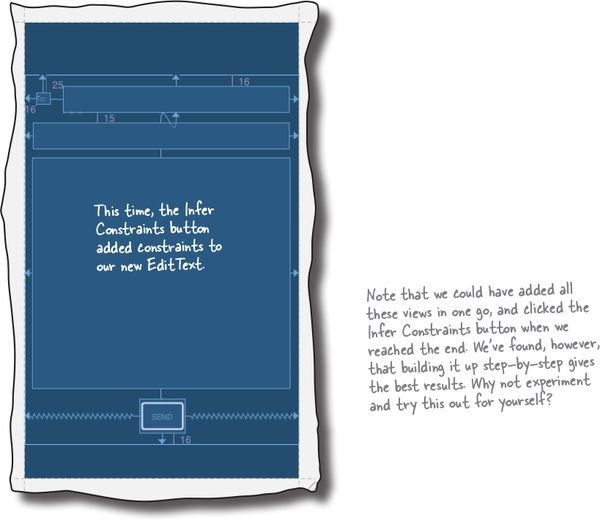 25
16
16
15
This time, the Infer
Constraints button
added constraints to
our new EditText.
Note that we could have added all
these views in one go, and clicked the
Infer Constraints button when we
reached the end. We've found, however,
that building it up step-by-step gives
the best results. Why not experiment
and try this out for yourself?
SEND
16